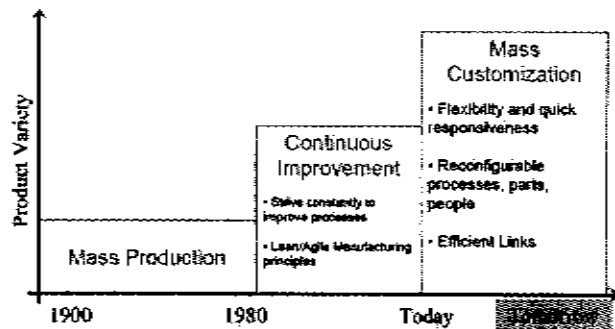 Product Variety
Mass Production
Continuous
Improvement
• Strive constantly to
improve processes
• Lean/Agile Manufacturing
principles
Mass
Customization
• Flexibility and quick
responsiveness
• Reconfigurable
processes, parts,
people
• Efficient Links
1900
1980
Today
Tomorrow